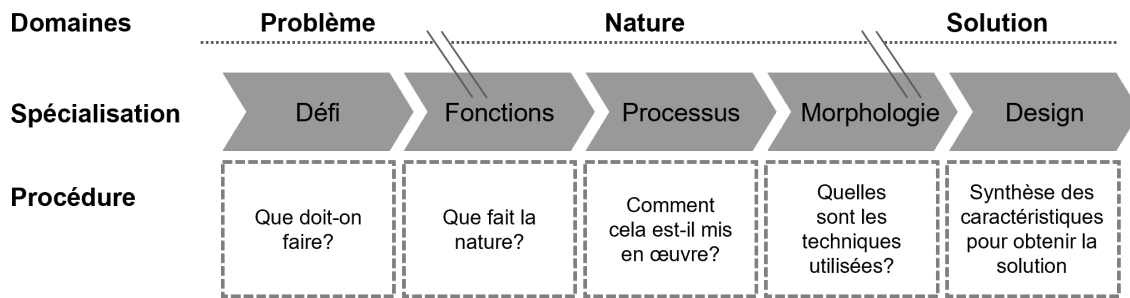 Domaines Problème Nature Solution
Spécialisation Défi Fonctions Processus Morphologie Design
Procédure
Que doit-on
faire?
Que fait la
nature?
Comment
cela est-il mis
en œuvre?
Quelles
sont les
techniques
utilisées?
Synthèse des
caractéristiques
pour obtenir la
solution